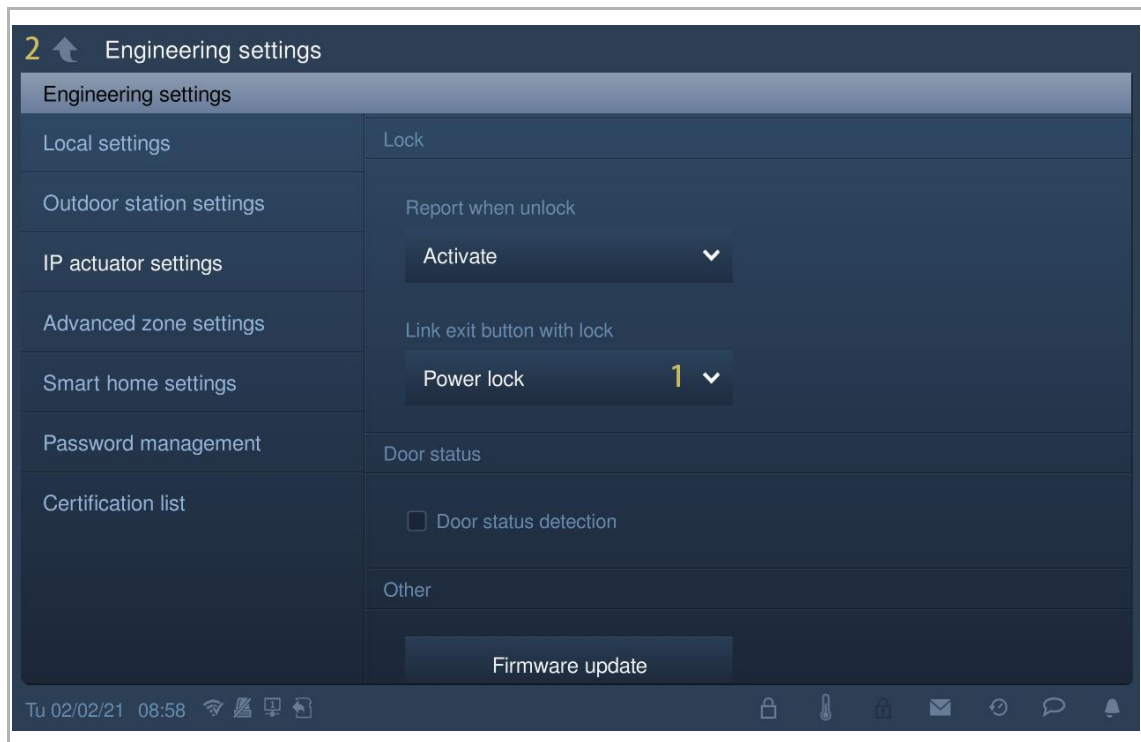 2 Engineering settings
Engineering settings
Local settings
Outdoor station settings
IP actuator settings
Advanced zone settings
Smart home settings
Password management
Certification list
Lock
Report when unlock
Activate
Link exit button with lock
Power lock 1
Door status
Door status detection
Other
Firmware update
Tu 02/02/21 08:58 1